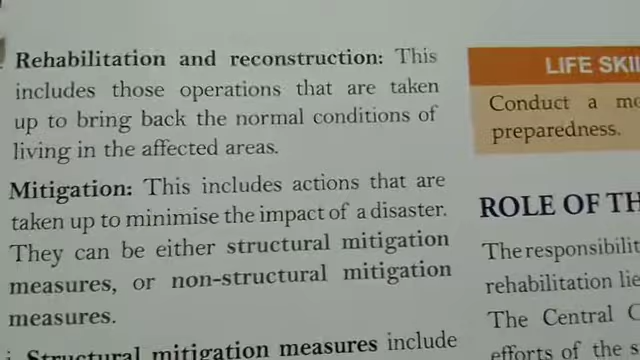 Rehabilitation and reconstruction: This
includes those operations that are taken
up to bring back the normal conditions of
living in the affected areas.
Mitigation: This includes actions that are
taken up to minimise the impact of a disaster.
They can be either structural mitigation
measures, or non-structural mitigation
measures.
Structural mitigation measures include
LIFE SKIL
Conduct a mo
preparedness.
ROLE OF TH
The responsibilit
rehabilitation lie
The Central C
efforts of the s